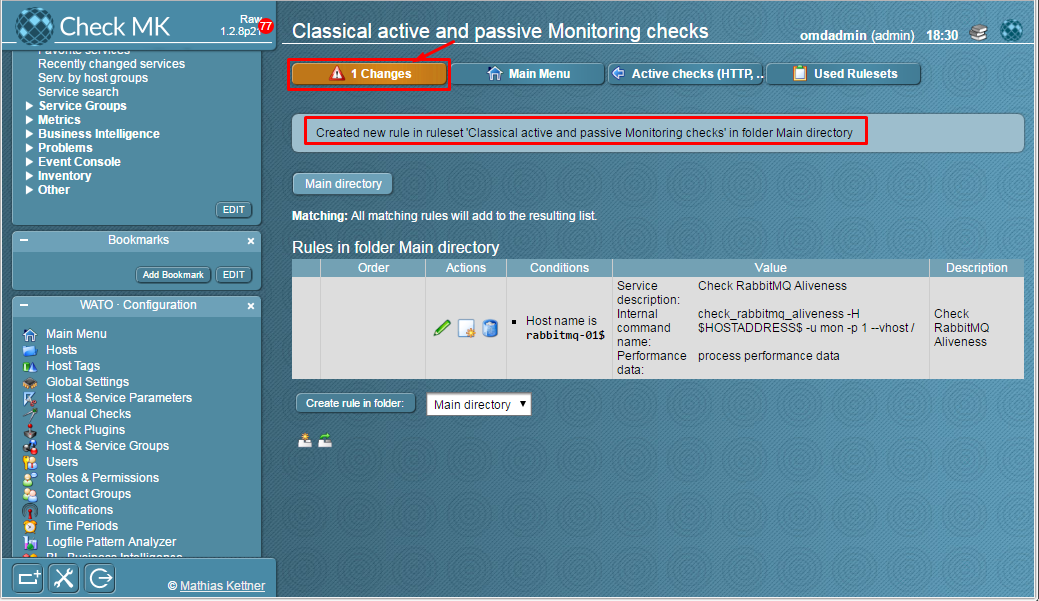 Check MK
Raw
1.2.8p21
77
Favorite services
Recently changed services
Serv. by host groups
Service search
Service Groups
Metrics
Business Intelligence
Problems
Event Console
Inventory
Other
EDIT
Bookmarks
Add Bookmark EDIT
WATO · Configuration
Main Menu
Hosts
Host Tags
Global Settings
Host & Service Parameters
Manual Checks
Check Plugins
Host & Service Groups
Users
Roles & Permissions
Contact Groups
Notifications
Time Periods
Logfile Pattern Analyzer
BI - Business Intelligence
© Mathias Kettner
Classical active and passive Monitoring checks
omdadmin (admin) 18:30
1 Changes Main Menu Active checks (HTTP, ... Used Rulesets
Created new rule in ruleset 'Classical active and passive Monitoring checks' in folder Main directory
Main directory
Matching: All matching rules will add to the resulting list.
Rules in folder Main directory
Order Actions Conditions Value Description
Host name is
rabbitmq-01$
Service description: Check RabbitMQ Aliveness
Internal command name: check_rabbitmq_aliveness -H
$HOSTADDRESS$ -u mon -p 1 --vhost /
Performance data: process performance data
Check
RabbitMQ
Aliveness
Create rule in folder: Main directory